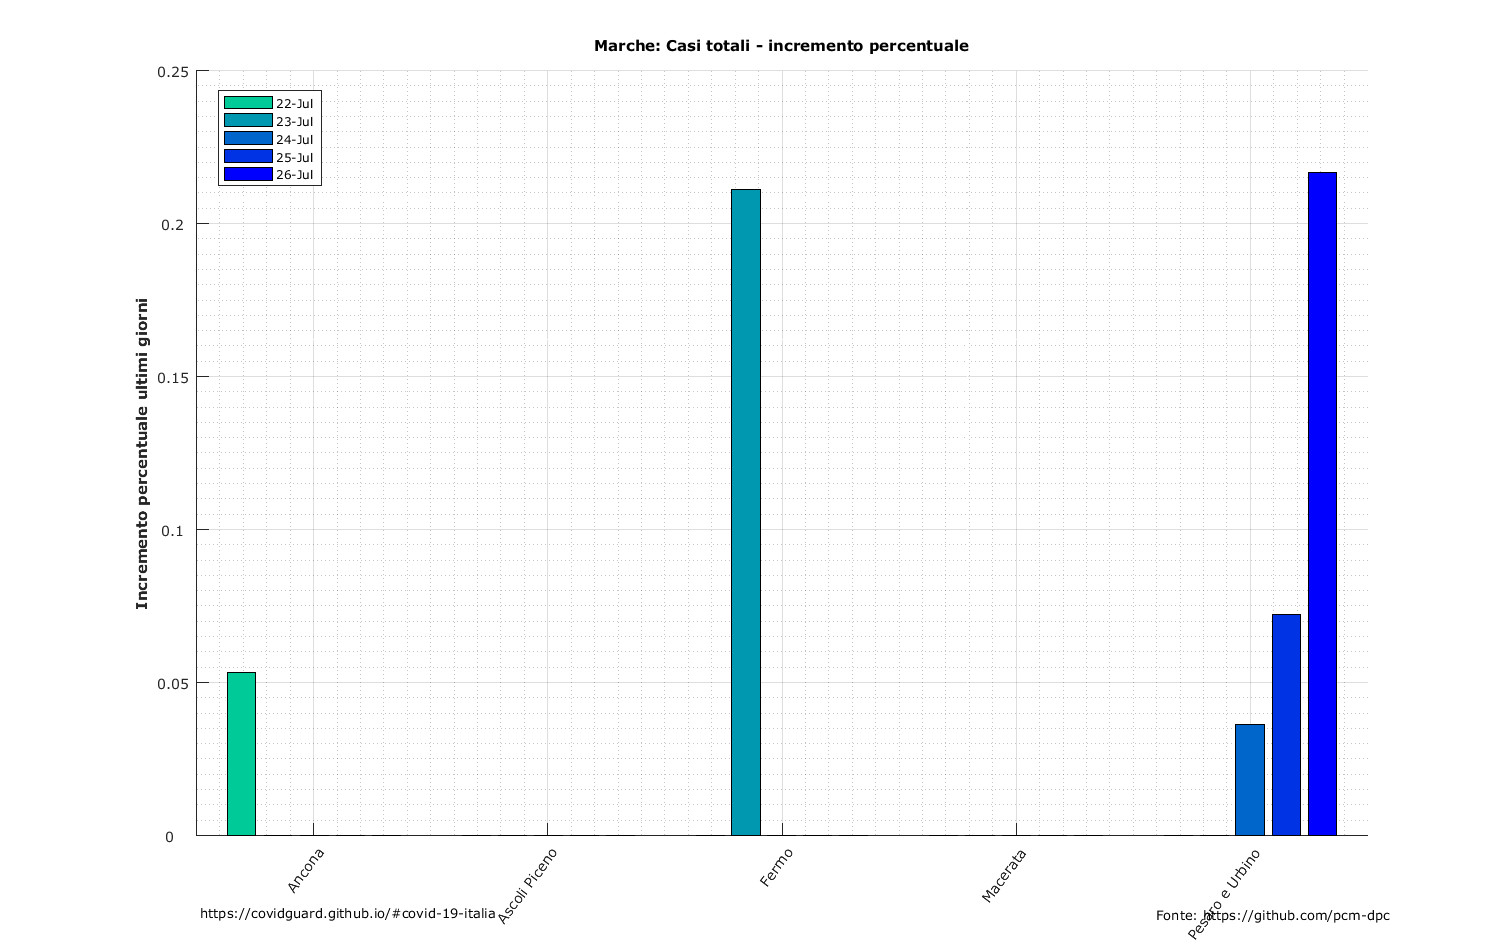 Marche: Casi totali - incremento percentuale
0.25
0.2
0.15
0.1
0.05
0
Incremento percentuale ultimi giorni
22-Jul
23-Jul
24-Jul
25-Jul
26-Jul
Ancona
Ascoli Piceno
Fermo
Macerata
Pesaro e Urbino
https://covidguard.github.io/#covid-19-italia
Fonte: https://github.com/pcm-dpc